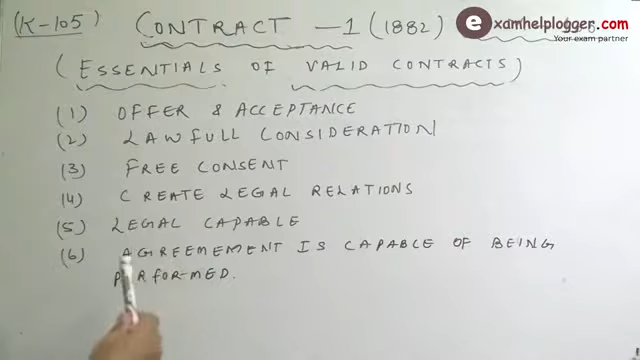 (K-105)
CONTRACT -1 (1882)
examhelplogger.com
Your exam partner
(ESSENTIALS OF VALID CONTRACTS)
(1) OFFER & ACCEPTANCE
(2) LAWFULL CONSIDERATION
(3) FREE CONSENT
(4) CREATE LEGAL RELATIONS
(5) LEGAL CAPABLE
(6) AGREEMEMENT IS CAPABLE OF BEING
PERFORMED.